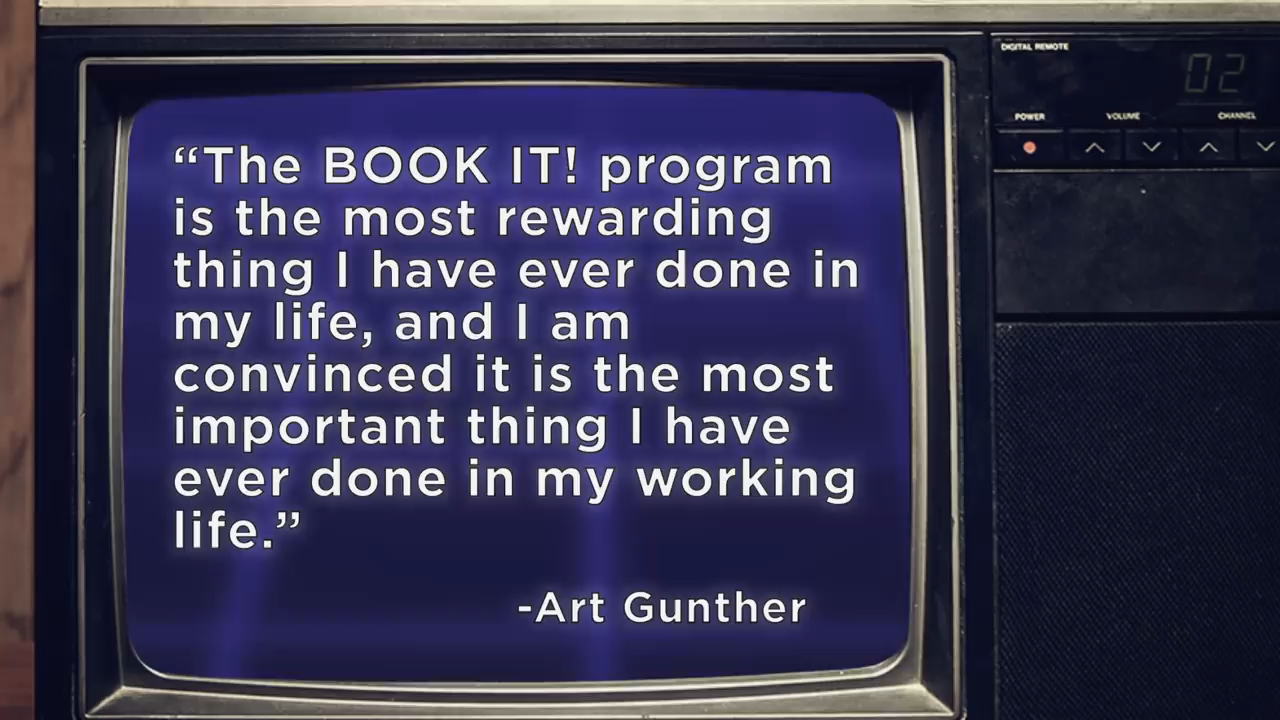 DIGITAL REMOTE
02
POWER VOLUME CHANNEL
“The BOOK IT! program
is the most rewarding
thing I have ever done in
my life, and I am
convinced it is the most
important thing I have
ever done in my working
life.”
-Art Gunther